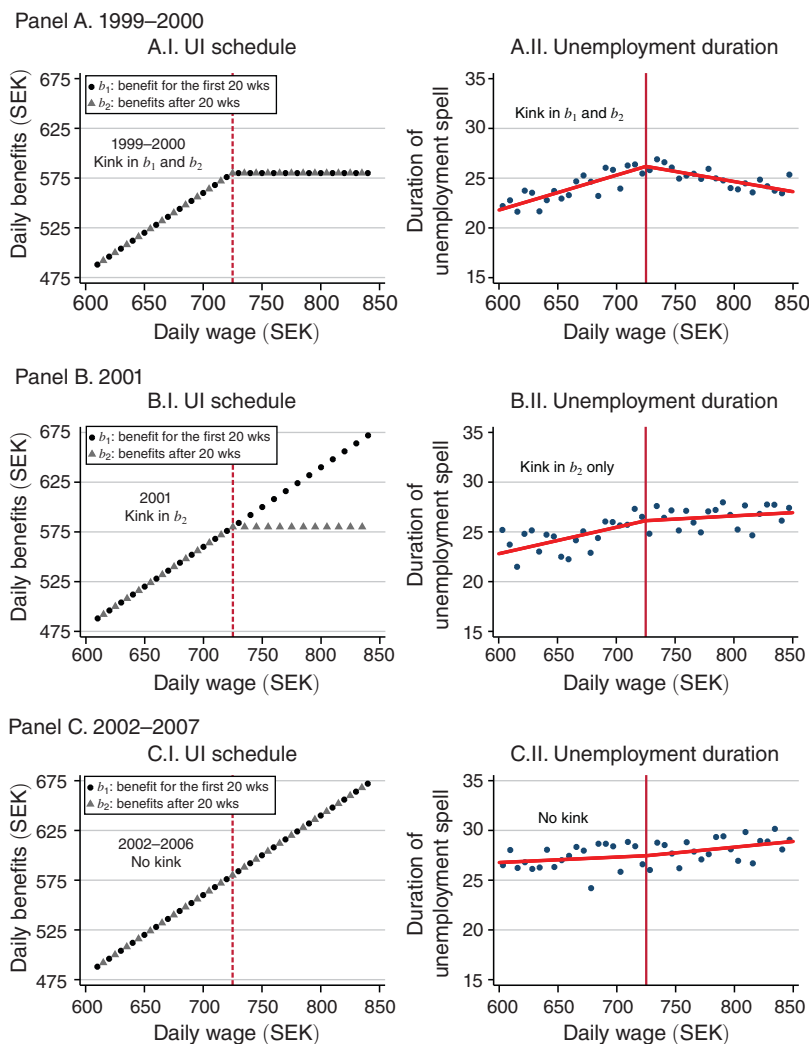 Panel A. 1999–2000
A.I. UI schedule
Daily benefits (SEK)
675
625
575
525
475
b1: benefit for the first 20 wks
b2: benefits after 20 wks
1999–2000
Kink in b1 and b2
600 650 700 750 800 850
Daily wage (SEK)
A.II. Unemployment duration
Duration of
unemployment spell
35
30
25
20
15
Kink in b1 and b2
600 650 700 750 800 850
Daily wage (SEK)
Panel B. 2001
B.I. UI schedule
Daily benefits (SEK)
675
625
575
525
475
b1: benefit for the first 20 wks
b2: benefits after 20 wks
2001
Kink in b2
600 650 700 750 800 850
Daily wage (SEK)
B.II. Unemployment duration
Duration of
unemployment spell
35
30
25
20
15
Kink in b2 only
600 650 700 750 800 850
Daily wage (SEK)
Panel C. 2002–2007
C.I. UI schedule
Daily benefits (SEK)
675
625
575
525
475
b1: benefit for the first 20 wks
b2: benefits after 20 wks
2002–2006
No kink
600 650 700 750 800 850
Daily wage (SEK)
C.II. Unemployment duration
Duration of
unemployment spell
35
30
25
20
15
No kink
600 650 700 750 800 850
Daily wage (SEK)